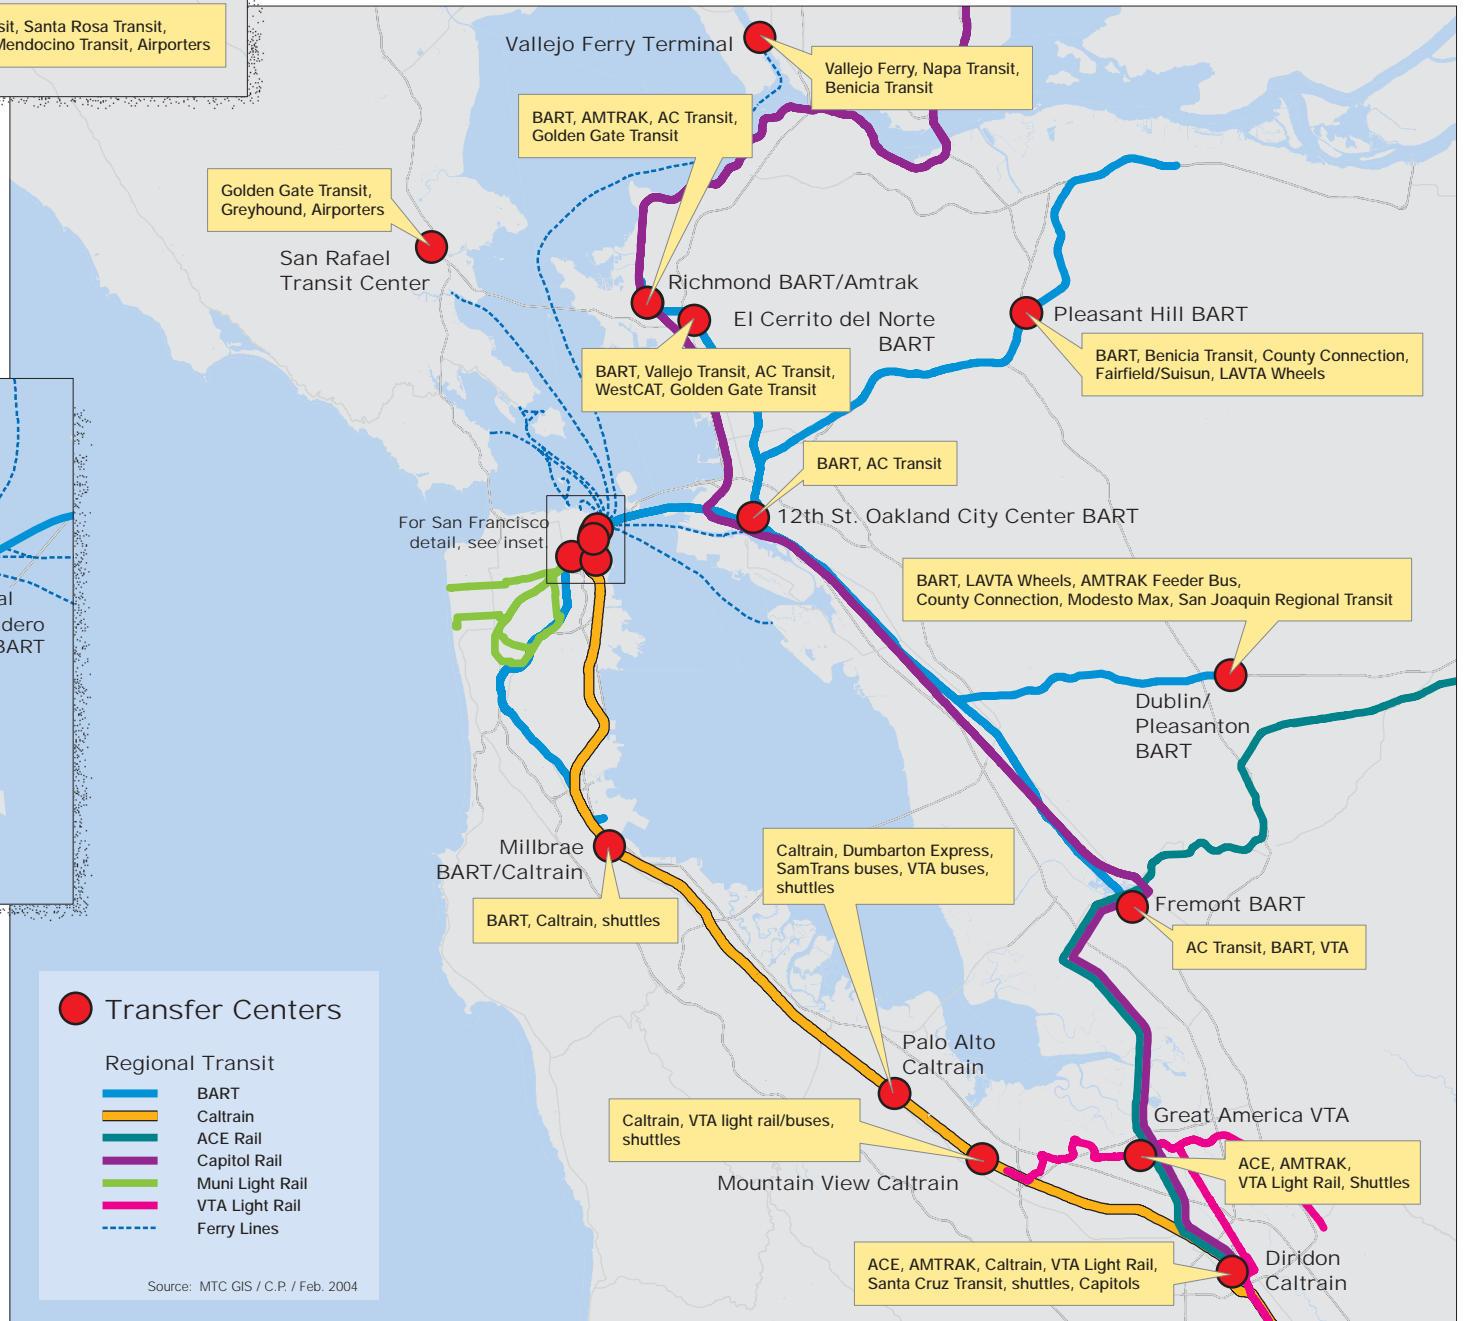 sit, Santa Rosa Transit,
Mendocino Transit, Airporters
Vallejo Ferry Terminal
Vallejo Ferry, Napa Transit,
Benicia Transit
BART, AMTRAK, AC Transit,
Golden Gate Transit
Golden Gate Transit,
Greyhound, Airporters
San Rafael
Transit Center
Richmond BART/Amtrak
El Cerrito del Norte
BART
Pleasant Hill BART
BART, Benicia Transit, County Connection,
Fairfield/Suisun, LAVTA Wheels
BART, Vallejo Transit, AC Transit,
WestCAT, Golden Gate Transit
BART, AC Transit
12th St. Oakland City Center BART
For San Francisco
detail, see inset.
BART, LAVTA Wheels, AMTRAK Feeder Bus,
County Connection, Modesto Max, San Joaquin Regional Transit
al
dero
BART
Dublin/
Pleasanton
BART
Millbrae
BART/Caltrain
BART, Caltrain, shuttles
Caltrain, Dumbarton Express,
SamTrans buses, VTA buses,
shuttles
Fremont BART
AC Transit, BART, VTA
Palo Alto
Caltrain
Caltrain, VTA light rail/buses,
shuttles
Mountain View Caltrain
Great America VTA
ACE, AMTRAK,
VTA Light Rail, Shuttles
ACE, AMTRAK, Caltrain, VTA Light Rail,
Santa Cruz Transit, shuttles, Capitols
Diridon
Caltrain
Transfer Centers
Regional Transit
BART
Caltrain
ACE Rail
Capitol Rail
Muni Light Rail
VTA Light Rail
Ferry Lines
Source: MTC GIS / C.P. / Feb. 2004